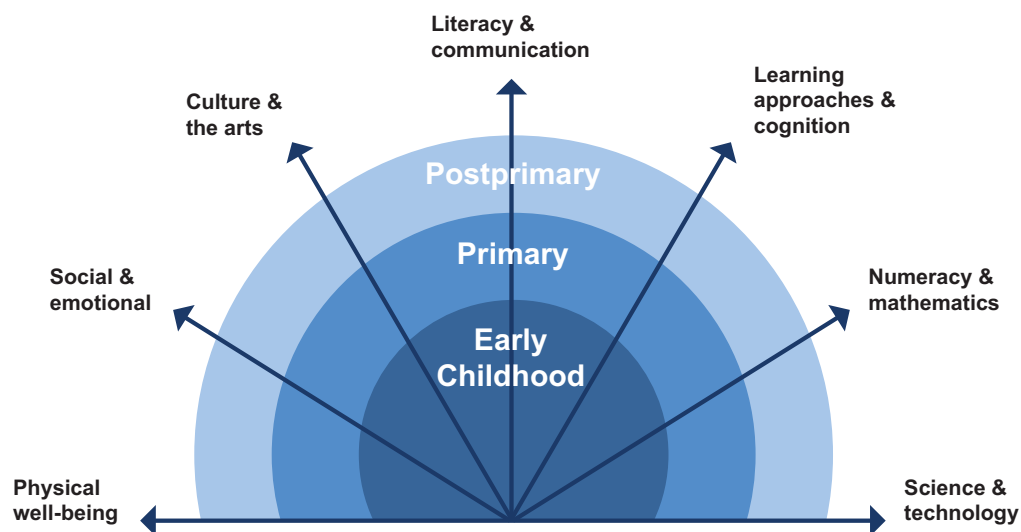 Literacy &
communication
Learning
approaches &
cognition
Culture &
the arts
Postprimary
Primary
Social &
emotional
Numeracy &
mathematics
Early
Childhood
Physical
well-being
Science &
technology